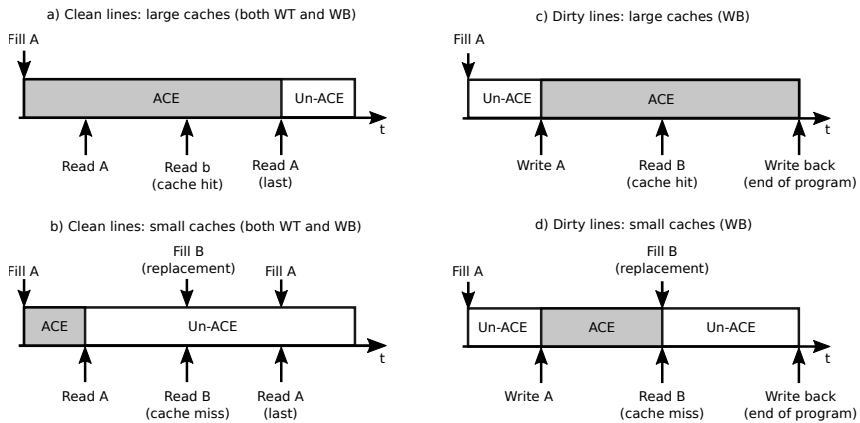 a) Clean lines: large caches (both WT and WB)
Fill A
ACE
Un-ACE
t
Read A
Read b
(cache hit)
Read A
(last)
c) Dirty lines: large caches (WB)
Fill A
Un-ACE
ACE
t
Write A
Read B
(cache hit)
Write back
(end of program)
b) Clean lines: small caches (both WT and WB)
Fill A
Fill B
(replacement)
Fill A
ACE
Un-ACE
t
Read A
Read B
(cache miss)
Read A
(last)
d) Dirty lines: small caches (WB)
Fill A
Fill B
(replacement)
Un-ACE
ACE
Un-ACE
t
Write A
Read B
(cache miss)
Write back
(end of program)